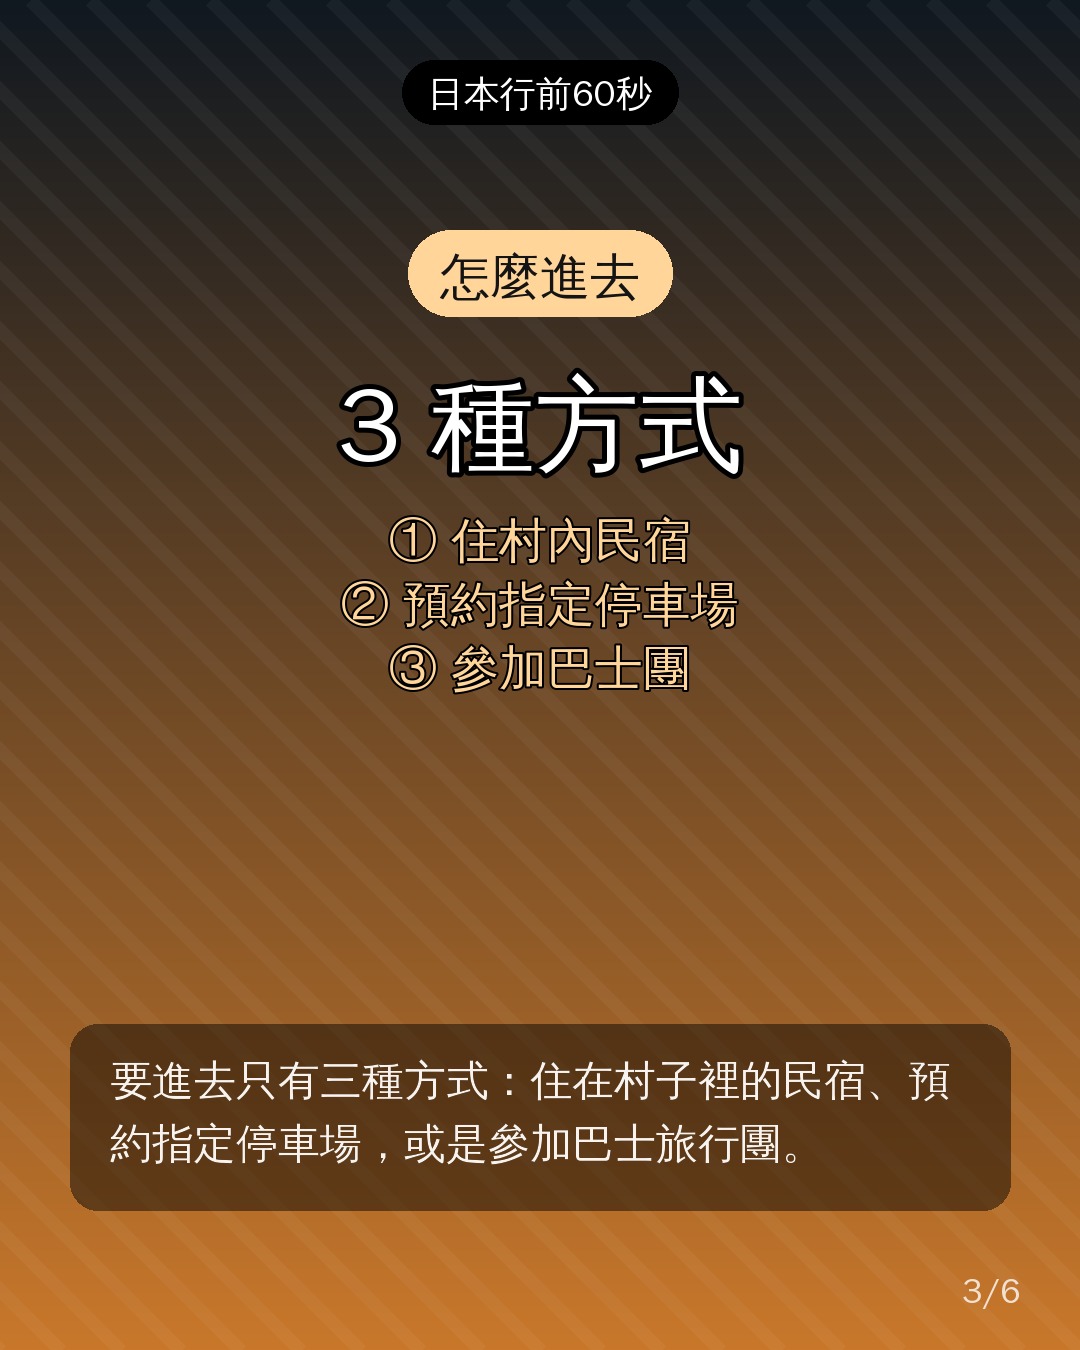 日本行前60秒
怎麼進去
3 種方式
① 住村內民宿
② 預約指定停車場
③ 參加巴士團
要進去只有三種方式：住在村子裡的民宿、預
約指定停車場，或是參加巴士旅行團。
3/6